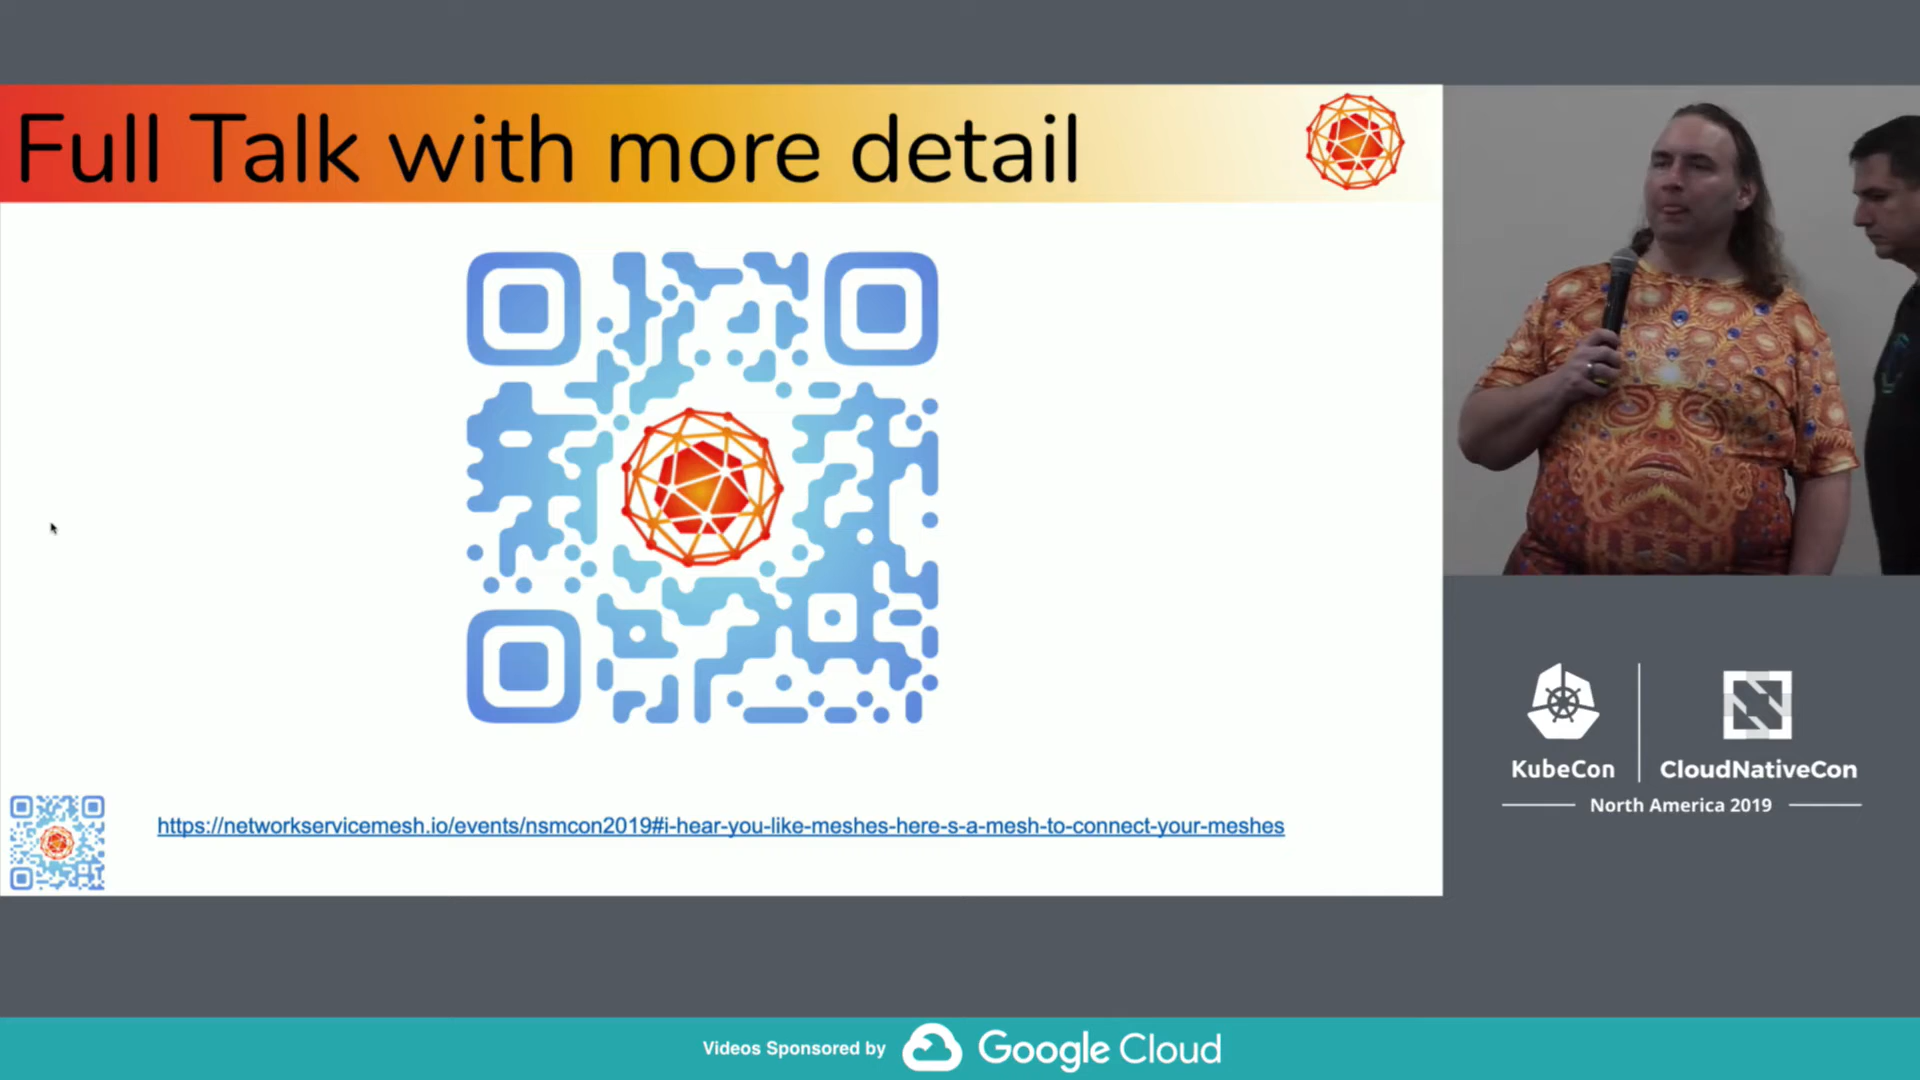 Full Talk with more detail
https://networkservicemesh.io/events/nsmcon2019#i-hear-you-like-meshes-here-s-a-mesh-to-connect-your-meshes
KubeCon
CloudNativeCon
North America 2019
Videos Sponsored by Google Cloud